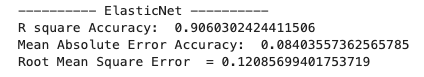 ---------- ElasticNet ----------
R square Accuracy:  0.9060302424411506
Mean Absolute Error Accuracy:  0.08403557362565785
Root Mean Square Error  = 0.12085699401753719